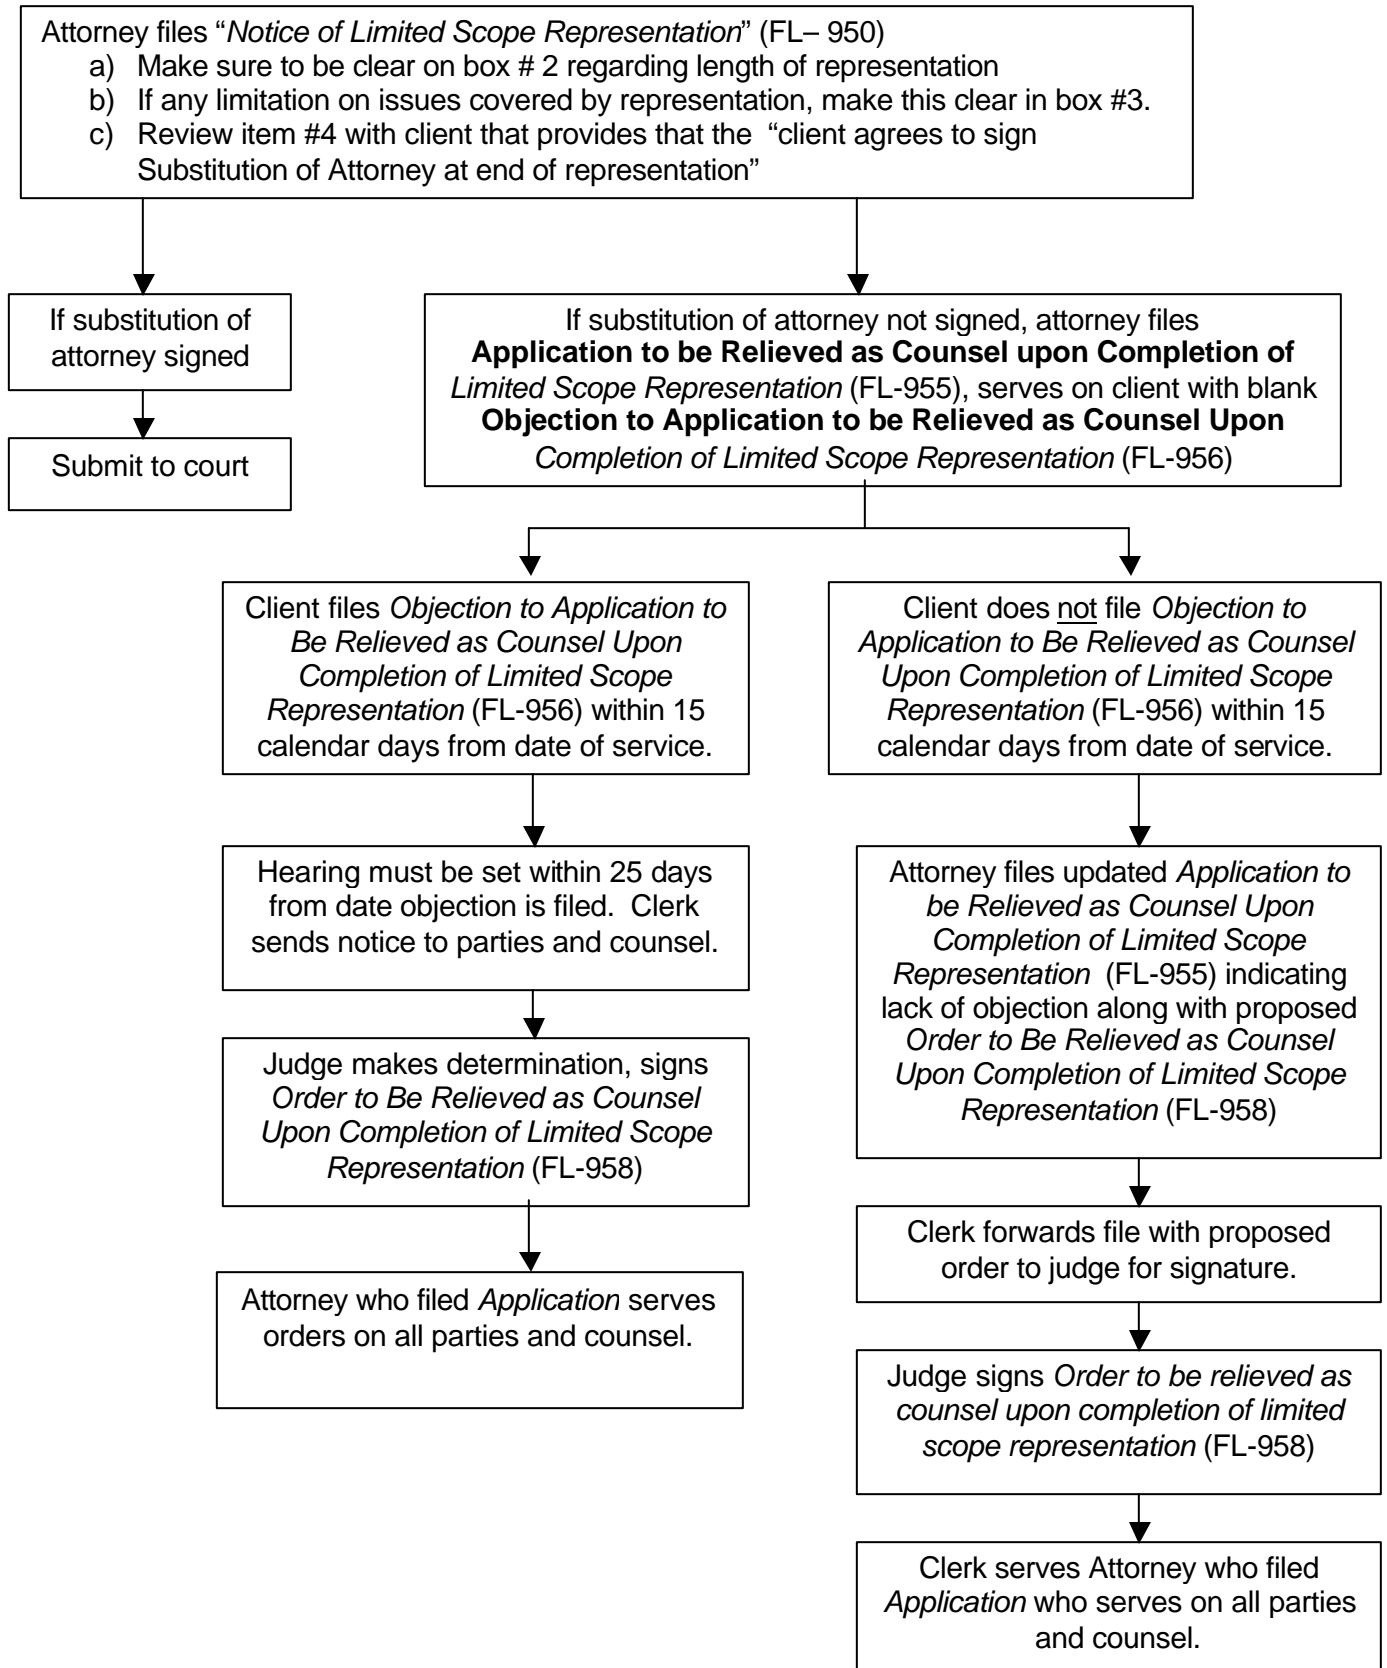 Attorney files “Notice of Limited Scope Representation” (FL– 950)
a) Make sure to be clear on box # 2 regarding length of representation
b) If any limitation on issues covered by representation, make this clear in box #3.
c) Review item #4 with client that provides that the “client agrees to sign
Substitution of Attorney at end of representation”
If substitution of
attorney signed
Submit to court
If substitution of attorney not signed, attorney files
Application to be Relieved as Counsel upon Completion of
Limited Scope Representation (FL-955), serves on client with blank
Objection to Application to be Relieved as Counsel Upon
Completion of Limited Scope Representation (FL-956)
Client files Objection to Application to
Be Relieved as Counsel Upon
Completion of Limited Scope
Representation (FL-956) within 15
calendar days from date of service.
Hearing must be set within 25 days
from date objection is filed. Clerk
sends notice to parties and counsel.
Judge makes determination, signs
Order to Be Relieved as Counsel
Upon Completion of Limited Scope
Representation (FL-958)
Attorney who filed Application serves
orders on all parties and counsel.
Client does not file Objection to
Application to Be Relieved as Counsel
Upon Completion of Limited Scope
Representation (FL-956) within 15
calendar days from date of service.
Attorney files updated Application to
be Relieved as Counsel Upon
Completion of Limited Scope
Representation (FL-955) indicating
lack of objection along with proposed
Order to Be Relieved as Counsel
Upon Completion of Limited Scope
Representation (FL-958)
Clerk forwards file with proposed
order to judge for signature.
Judge signs Order to be relieved as
counsel upon completion of limited
scope representation (FL-958)
Clerk serves Attorney who filed
Application who serves on all parties
and counsel.